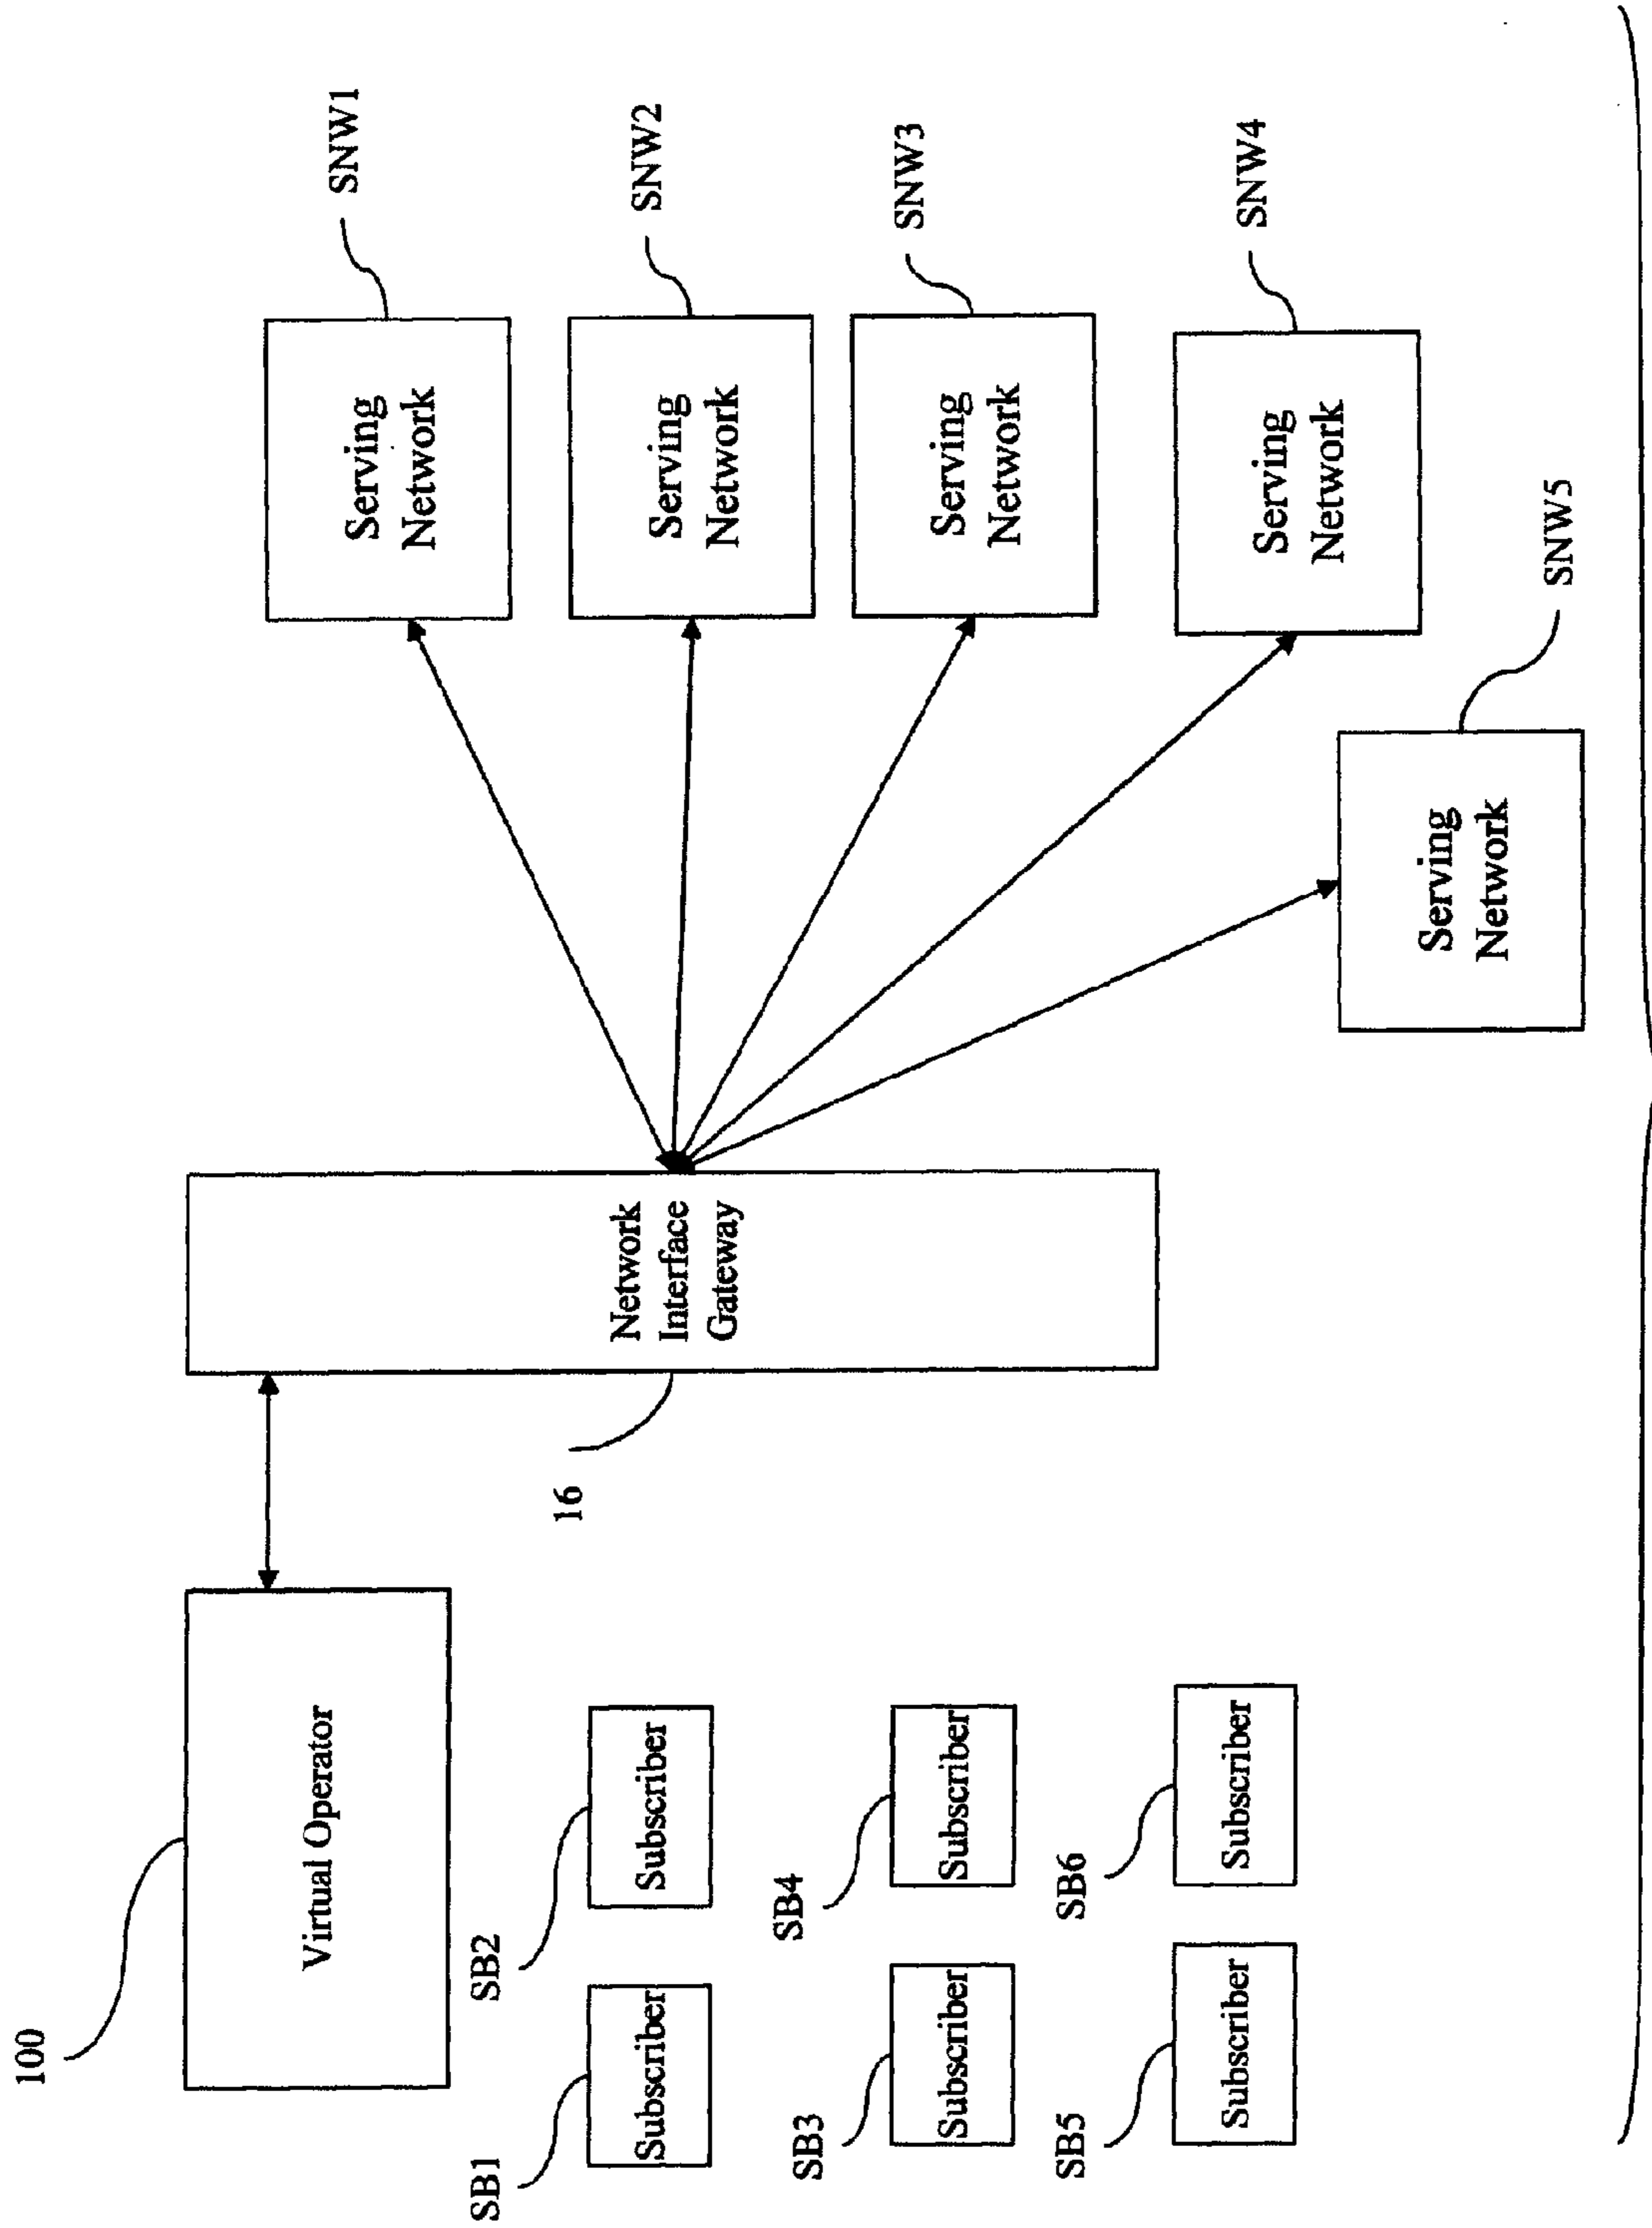 100
Virtual Operator
16
Network
Interface
Gateway
Serving
Network
SNW1
Serving
Network
SNW2
Serving
Network
SNW3
Serving
Network
SNW4
Serving
Network
SNW5
SB1
Subscriber
SB2
Subscriber
SB3
Subscriber
SB4
Subscriber
SB5
Subscriber
SB6
Subscriber